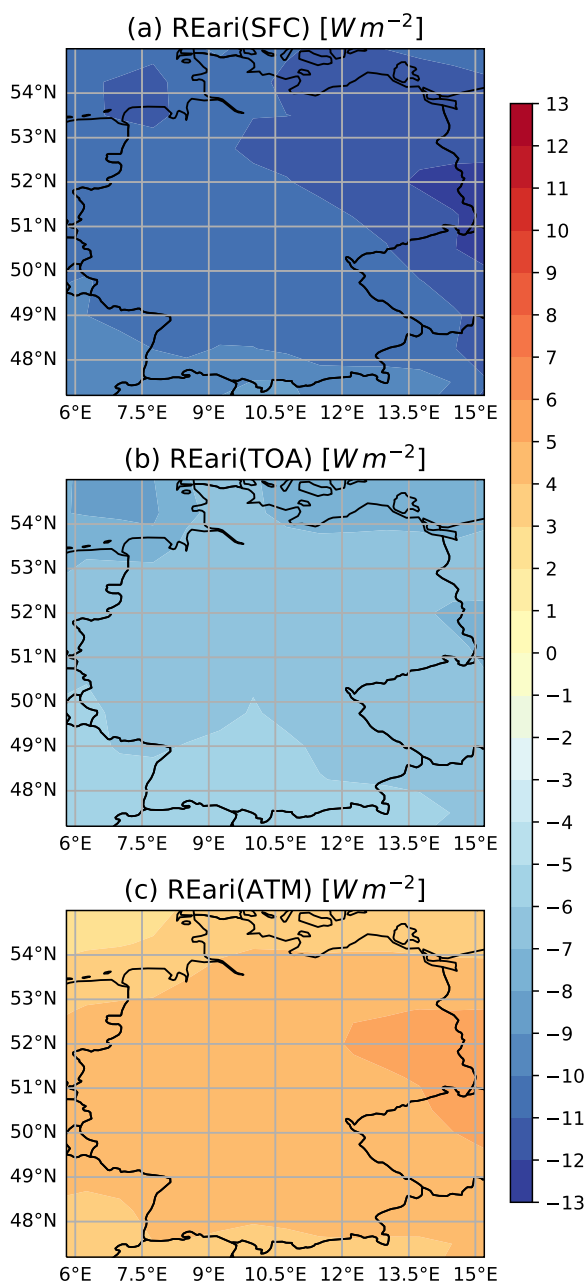 (a) REari(SFC) [W m−2]
54°N
53°N
52°N
51°N
50°N
49°N
48°N
6°E 7.5°E 9°E 10.5°E 12°E 13.5°E 15°E
(b) REari(TOA) [W m−2]
54°N
53°N
52°N
51°N
50°N
49°N
48°N
6°E 7.5°E 9°E 10.5°E 12°E 13.5°E 15°E
(c) REari(ATM) [W m−2]
54°N
53°N
52°N
51°N
50°N
49°N
48°N
6°E 7.5°E 9°E 10.5°E 12°E 13.5°E 15°E
13
12
11
10
9
8
7
6
5
4
3
2
1
0
−1
−2
−3
−4
−5
−6
−7
−8
−9
−10
−11
−12
−13